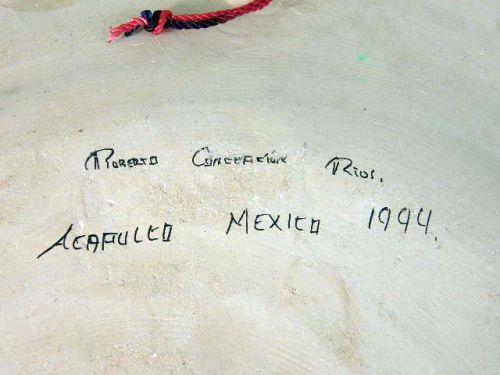 Roberto Concepción Rios.
Acapulco Mexico 1994.